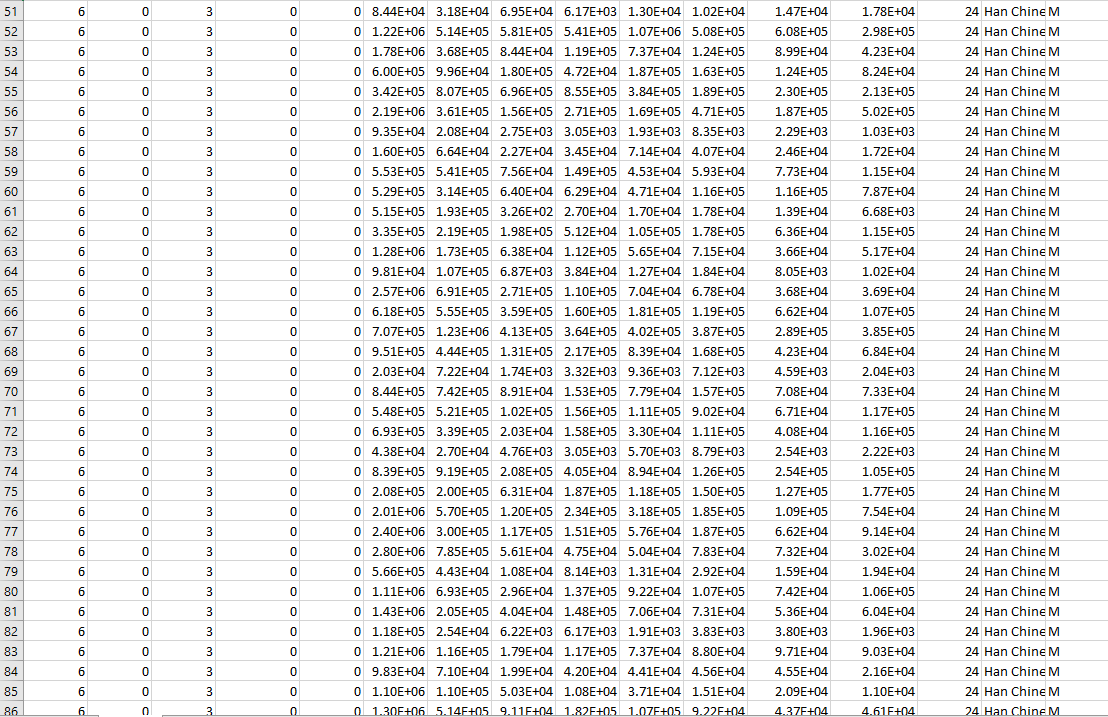 51 6 0 3 0 0 8.44E+04 3.18E+04 6.95E+04 6.17E+03 1.30E+04 1.02E+04 1.47E+04 1.78E+04 24 Han Chine M
52 6 0 3 0 0 1.22E+06 5.14E+05 5.81E+05 5.41E+05 1.07E+06 5.08E+05 6.08E+05 2.98E+05 24 Han Chine M
53 6 0 3 0 0 1.78E+06 3.68E+05 8.44E+04 1.19E+05 7.37E+04 1.24E+05 8.99E+04 4.23E+04 24 Han Chine M
54 6 0 3 0 0 6.00E+05 9.96E+04 1.80E+05 4.72E+04 1.87E+05 1.63E+05 1.24E+05 8.24E+04 24 Han Chine M
55 6 0 3 0 0 3.42E+05 8.07E+05 6.96E+05 8.55E+05 3.84E+05 1.89E+05 2.30E+05 2.13E+05 24 Han Chine M
56 6 0 3 0 0 2.19E+06 3.61E+05 1.56E+05 2.71E+05 1.69E+05 4.71E+05 1.87E+05 5.02E+05 24 Han Chine M
57 6 0 3 0 0 9.35E+04 2.08E+04 2.75E+03 3.05E+03 1.93E+03 8.35E+03 2.29E+03 1.03E+03 24 Han Chine M
58 6 0 3 0 0 1.60E+05 6.64E+04 2.27E+04 3.45E+04 7.14E+04 4.07E+04 2.46E+04 1.72E+04 24 Han Chine M
59 6 0 3 0 0 5.53E+05 5.41E+05 7.56E+04 1.49E+05 4.53E+04 5.93E+04 7.73E+04 1.15E+04 24 Han Chine M
60 6 0 3 0 0 5.29E+05 3.14E+05 6.40E+04 6.29E+04 4.71E+04 1.16E+05 1.16E+05 7.87E+04 24 Han Chine M
61 6 0 3 0 0 5.15E+05 1.93E+05 3.26E+02 2.70E+04 1.70E+04 1.78E+04 1.39E+04 6.68E+03 24 Han Chine M
62 6 0 3 0 0 3.35E+05 2.19E+05 1.98E+05 5.12E+04 1.05E+05 1.78E+05 6.36E+04 1.15E+05 24 Han Chine M
63 6 0 3 0 0 1.28E+06 1.73E+05 6.38E+04 1.12E+05 5.65E+04 7.15E+04 3.66E+04 5.17E+04 24 Han Chine M
64 6 0 3 0 0 9.81E+04 1.07E+05 6.87E+03 3.84E+04 1.27E+04 1.84E+04 8.05E+03 1.02E+04 24 Han Chine M
65 6 0 3 0 0 2.57E+06 6.91E+05 2.71E+05 1.10E+05 7.04E+04 6.78E+04 3.68E+04 3.69E+04 24 Han Chine M
66 6 0 3 0 0 6.18E+05 5.55E+05 3.59E+05 1.60E+05 1.81E+05 1.19E+05 6.62E+04 1.07E+05 24 Han Chine M
67 6 0 3 0 0 7.07E+05 1.23E+06 4.13E+05 3.64E+05 4.02E+05 3.87E+05 2.89E+05 3.85E+05 24 Han Chine M
68 6 0 3 0 0 9.51E+05 4.44E+05 1.31E+05 2.17E+05 8.39E+04 1.68E+05 4.23E+04 6.84E+04 24 Han Chine M
69 6 0 3 0 0 2.03E+04 7.22E+04 1.74E+03 3.32E+03 9.36E+03 7.12E+03 4.59E+03 2.04E+03 24 Han Chine M
70 6 0 3 0 0 8.44E+05 7.42E+05 8.91E+04 1.53E+05 7.79E+04 1.57E+05 7.08E+04 7.33E+04 24 Han Chine M
71 6 0 3 0 0 5.48E+05 5.21E+05 1.02E+05 1.56E+05 1.11E+05 9.02E+04 6.71E+04 1.17E+05 24 Han Chine M
72 6 0 3 0 0 6.93E+05 3.39E+05 2.03E+04 1.58E+05 3.30E+04 1.11E+05 4.08E+04 1.16E+05 24 Han Chine M
73 6 0 3 0 0 4.38E+04 2.70E+04 4.76E+03 3.05E+03 5.70E+03 8.79E+03 2.54E+03 2.22E+03 24 Han Chine M
74 6 0 3 0 0 8.39E+05 9.19E+05 2.08E+05 4.05E+04 8.94E+04 1.26E+05 2.54E+05 1.05E+05 24 Han Chine M
75 6 0 3 0 0 2.08E+05 2.00E+05 6.31E+04 1.87E+05 1.18E+05 1.50E+05 1.27E+05 1.77E+05 24 Han Chine M
76 6 0 3 0 0 2.01E+06 5.70E+05 1.20E+05 2.34E+05 3.18E+05 1.85E+05 1.09E+05 7.54E+04 24 Han Chine M
77 6 0 3 0 0 2.40E+06 3.00E+05 1.17E+05 1.51E+05 5.76E+04 1.87E+05 6.62E+04 9.14E+04 24 Han Chine M
78 6 0 3 0 0 2.80E+06 7.85E+05 5.61E+04 4.75E+04 5.04E+04 7.83E+04 7.32E+04 3.02E+04 24 Han Chine M
79 6 0 3 0 0 5.66E+05 4.43E+04 1.08E+04 8.14E+03 1.31E+04 2.92E+04 1.59E+04 1.94E+04 24 Han Chine M
80 6 0 3 0 0 1.11E+06 6.93E+05 2.96E+04 1.37E+05 9.22E+04 1.07E+05 7.42E+04 1.06E+05 24 Han Chine M
81 6 0 3 0 0 1.43E+06 2.05E+05 4.04E+04 1.48E+05 7.06E+04 7.31E+04 5.36E+04 6.04E+04 24 Han Chine M
82 6 0 3 0 0 1.18E+05 2.54E+04 6.22E+03 6.17E+03 1.91E+03 3.83E+03 3.80E+03 1.96E+03 24 Han Chine M
83 6 0 3 0 0 1.21E+06 1.16E+05 1.79E+04 1.17E+05 7.37E+04 8.80E+04 9.71E+04 9.03E+04 24 Han Chine M
84 6 0 3 0 0 9.83E+04 7.10E+04 1.99E+04 4.20E+04 4.41E+04 4.56E+04 4.55E+04 2.16E+04 24 Han Chine M
85 6 0 3 0 0 1.10E+06 1.10E+05 5.03E+04 1.08E+04 3.71E+04 1.51E+04 2.09E+04 1.10E+04 24 Han Chine M
86 6 0 3 0 0 1.30E+06 5.14E+05 9.11E+04 1.82E+05 1.07E+05 9.22E+04 4.37E+04 4.61E+04 24 Han Chine M